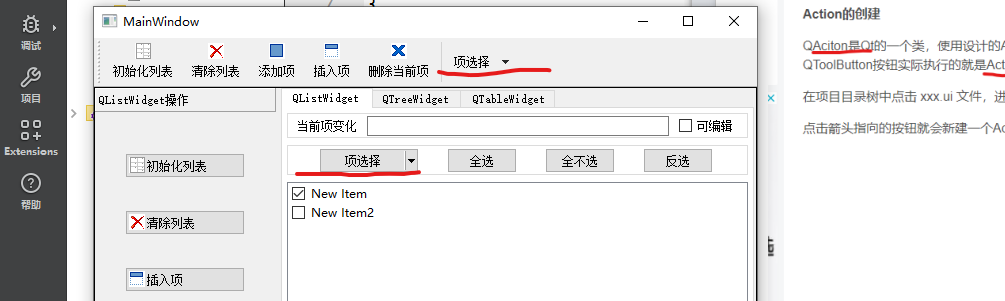 调试
项目
Extensions
帮助
MainWindow
初始化列表 清除列表 添加项 插入项 删除当前项 项选择
QListWidget操作
初始化列表
清除列表
插入项
QListWidget QTreeWidget QTableWidget
当前项变化 可编辑
项选择 全选 全不选 反选
New Item
New Item2
Action的创建
QAciton是Qt的一个类，使用设计的A
QToolButton按钮实际执行的就是Act
在项目目录树中点击 xxx.ui 文件，进
点击箭头指向的按钮就会新建一个Ac